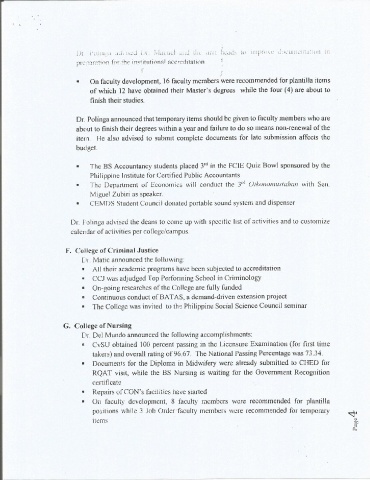 Dr. Polinga advised Dr. Manuel and the unit heads to improve documentation in
preparation for the institutional accreditation
• On faculty development, 16 faculty members were recommended for plantilla items
of which 12 have obtained their Master's degrees while the four (4) are about to
finish their studies.
Dr. Polinga announced that temporary items should be given to faculty members who are
about to finish their degrees within a year and failure to do so means non-renewal of the
item. He also advised to submit complete documents for late submission affects the
budget.
• The BS Accountancy students placed 3rd in the FCIE Quiz Bowl sponsored by the
Philippine Institute for Certified Public Accountants
• The Department of Economics will conduct the 3rd with Sen.
Miguel Zubiri as speaker.
• CEMDS Student Council donated portable sound system and dispenser
Dr. Polinga advised the deans to come up with specific list of activities and to customize
calendar of activities per college/campus.
F. College of Criminal Justice
Dr. Matic announced the following:
• All their academic programs have been subjected to accreditation
• CCJ was adjudged Top Performing School in Criminology
• On-going researches of the College are fully funded
• Continuous conduct of BATAS, a demand-driven extension project
• The College was invited to the Philippine Social Science Council seminar
G. College of Nursing
Dr. Del Mundo announced the following accomplishments:
• CvSU obtained 100 percent passing in the Licensure Examination (for first time
takers) and overall rating of 96.67. The National Passing Percentage was 73.34.
• Documents for the Diploma in Midwifery were already submitted to CHED for
RQAT visit, while the BS Nursing is waiting for the Government Recognition
certificate
• Repairs of CON's facilities have started
• On faculty development, 8 faculty members were recommended for plantilla
positions while 3 Job Order faculty members were recommended for temporary
items
Page 4